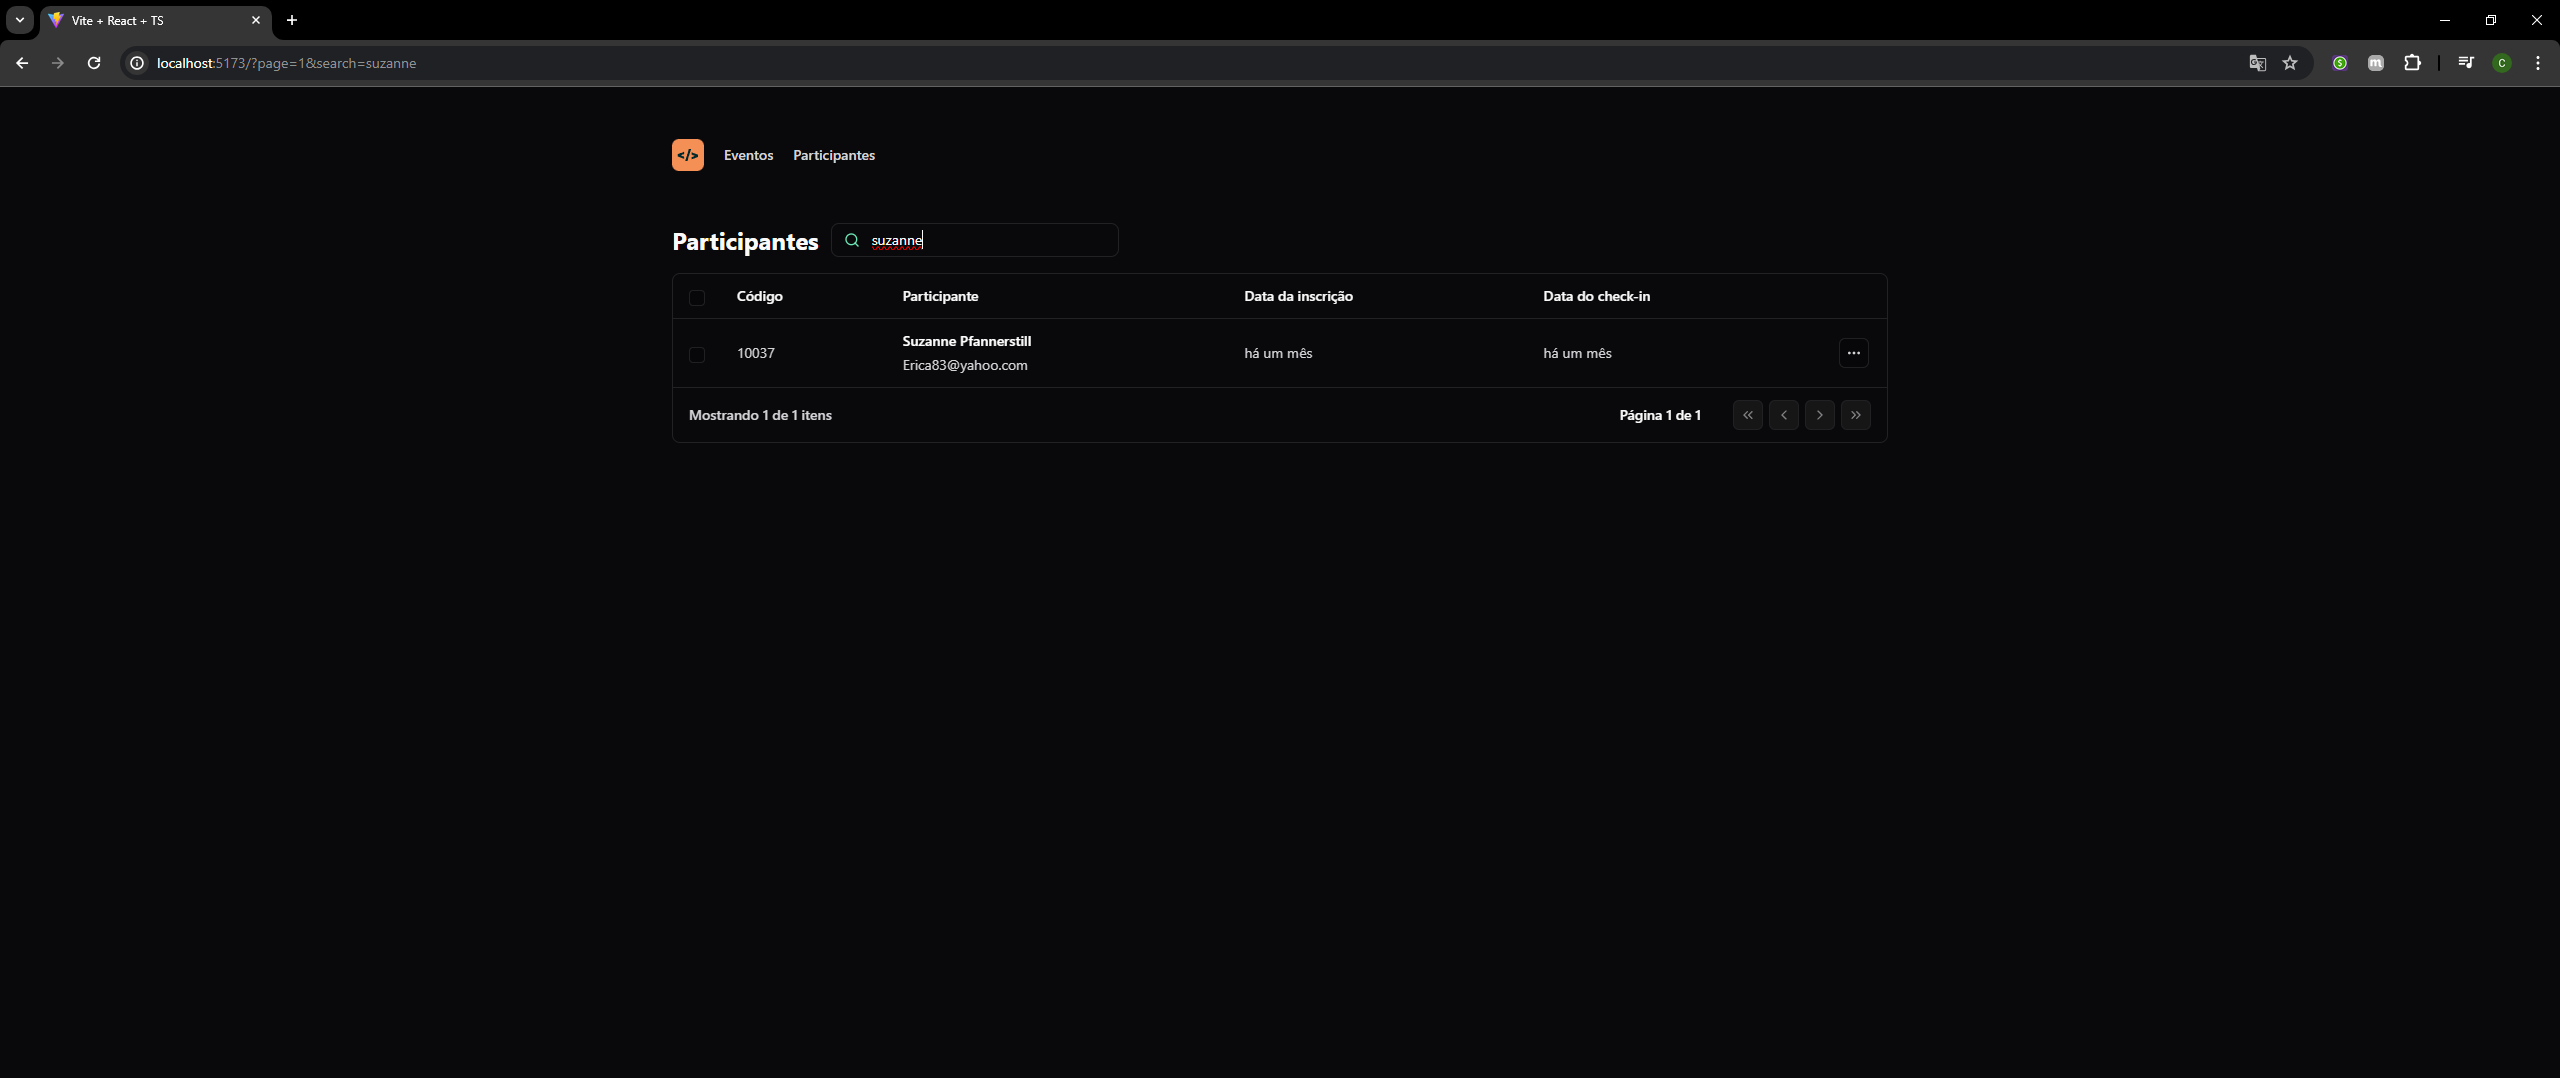 Vite + React + TS
localhost:5173/?page=1&search=suzanne
C
</> Eventos Participantes
Participantes suzanne
Código Participante Data da inscrição Data do check-in
10037 Suzanne Pfannerstill há um mês há um mês
Erica83@yahoo.com
Mostrando 1 de 1 itens Página 1 de 1